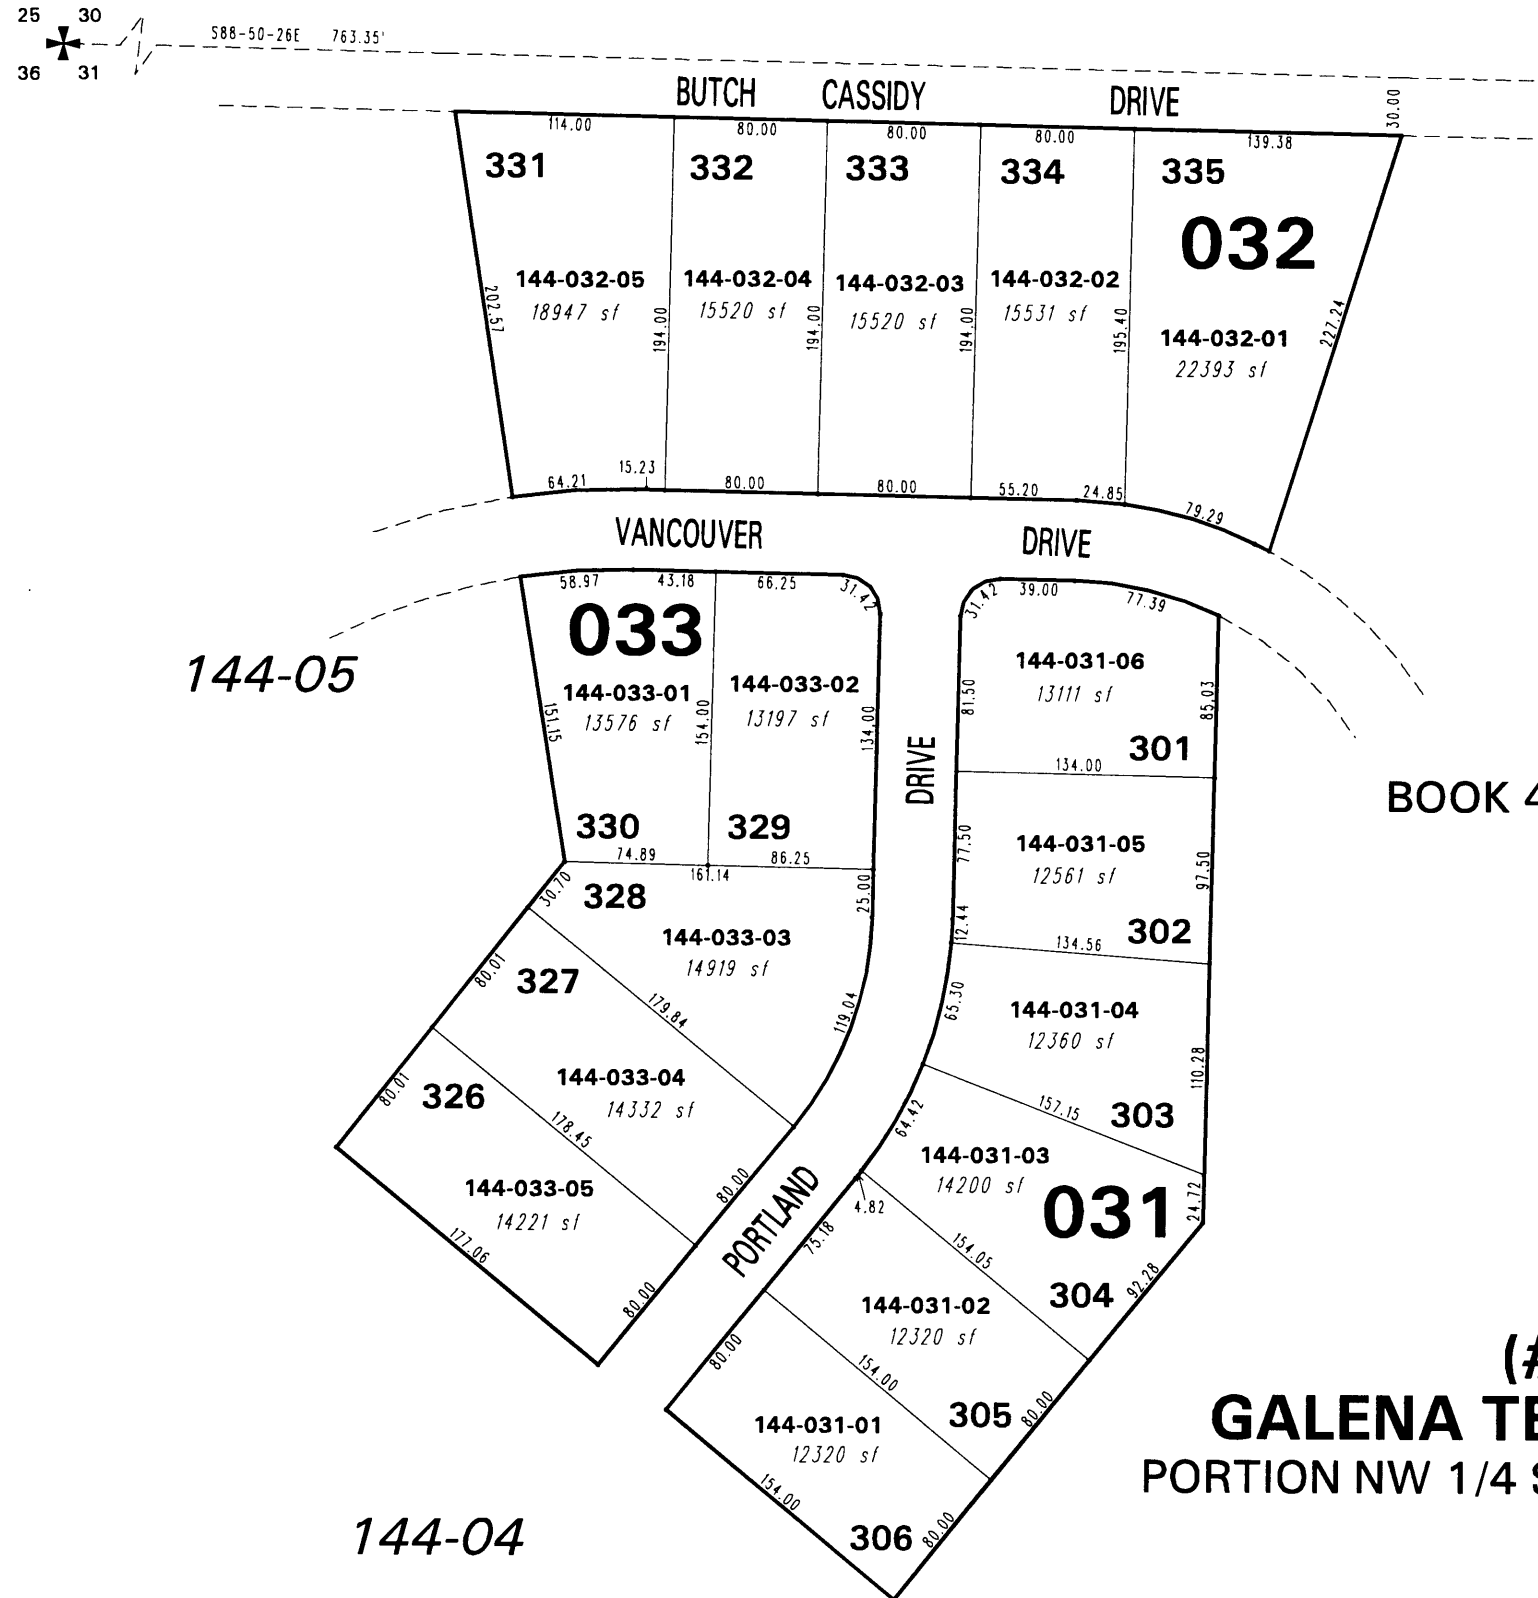 25 30
36 31
S88-50-26E 763.35'
BUTCH CASSIDY DRIVE
30.00
114.00 80.00 80.00 80.00 139.38
331 332 333 334 335
032
144-032-05 144-032-04 144-032-03 144-032-02
18947 sf 15520 sf 15520 sf 15531 sf
144-032-01
22393 sf
202.57 194.00 194.00 194.00 195.40 227.24
64.21 15.23 80.00 80.00 55.20 24.85 79.29
VANCOUVER DRIVE
58.97 43.18 66.25 31.42 31.42 39.00 77.39
033
144-05
144-033-01 144-033-02
13576 sf 13197 sf
151.15 154.00 134.00
330 329
74.89 86.25
161.14
144-031-06
13111 sf
81.50 85.03
301
134.00
DRIVE
BOOK 4
144-031-05
12561 sf
77.50 97.50
12.44
302
134.56
30.70
328
25.00
144-033-03
14919 sf
119.04
80.01
327
179.84
144-033-04
14332 sf
80.01
326
178.45
80.00
144-033-05
14221 sf
177.06
80.00
PORTLAND
65.30
144-031-04
12360 sf
110.28
303
157.15
64.42
144-031-03
14200 sf
031
24.72
4.82
75.18
154.05
304
92.28
144-031-02
12320 sf
80.00
154.00
305
80.00
144-031-01
12320 sf
154.00
306
80.00
144-04
(#
GALENA TE
PORTION NW 1/4 S